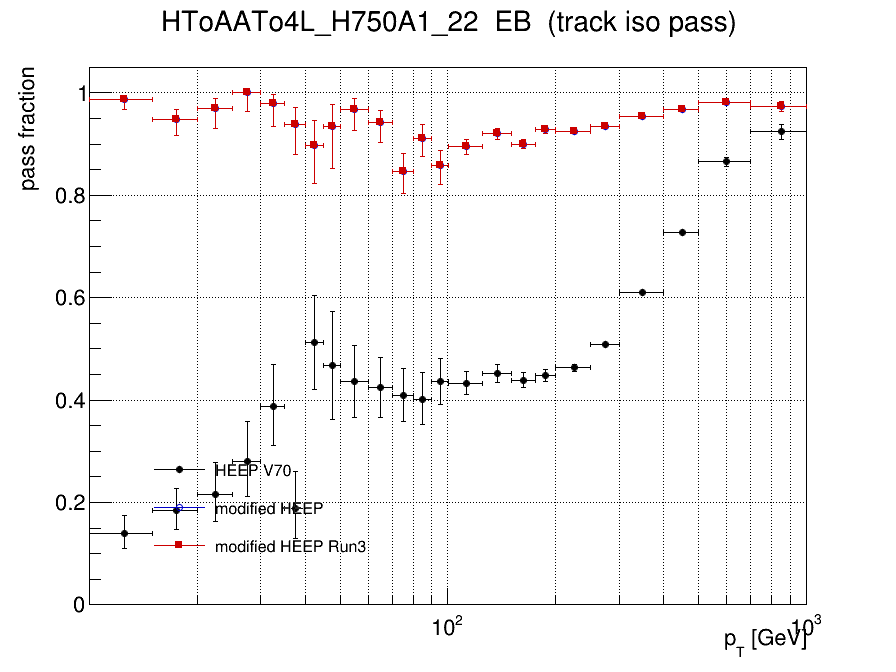 HToAATo4L_H750A1_22 EB (track iso pass)
pass fraction
1
0.8
0.6
0.4
0.2
0
HEEP V70
modified HEEP
modified HEEP Run3
10² 10³
p_T [GeV]